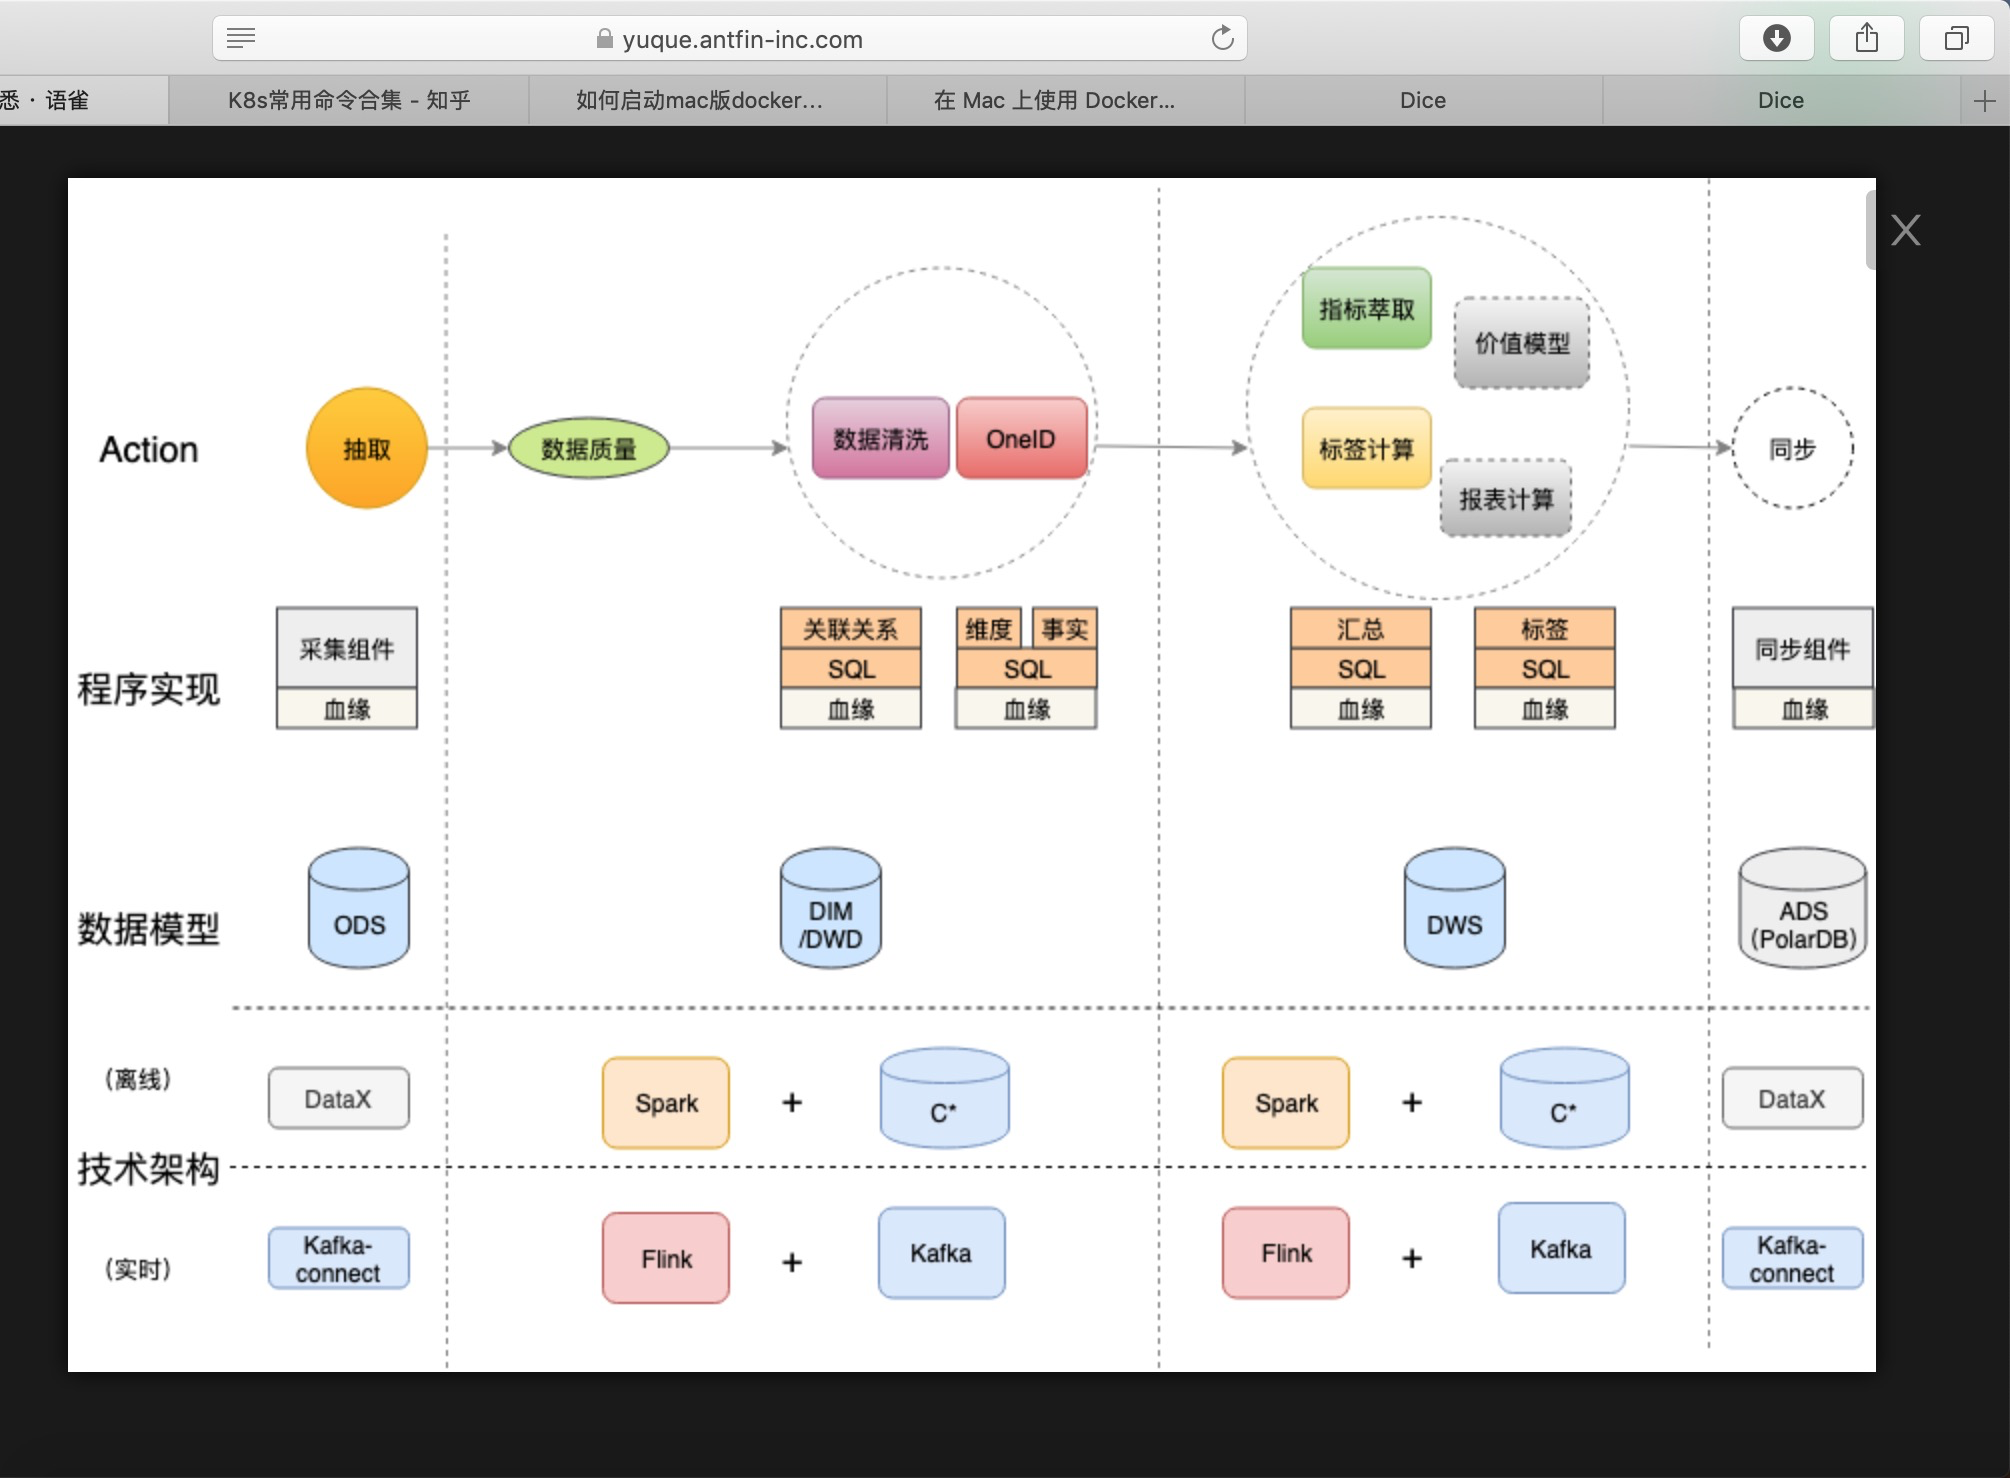 yuque.antfin-inc.com
悉 · 语雀
K8s常用命令合集 - 知乎
如何启动mac版docker...
在 Mac 上使用 Docker...
Dice
Dice
Action
抽取
数据质量
数据清洗
OneID
指标萃取
价值模型
标签计算
报表计算
同步
程序实现
采集组件
血缘
关联关系
SQL
血缘
维度
事实
SQL
血缘
汇总
SQL
血缘
标签
SQL
血缘
同步组件
血缘
数据模型
ODS
DIM
/DWD
DWS
ADS
(PolarDB)
技术架构
(离线)
DataX
Spark
+
C*
Spark
+
C*
DataX
(实时)
Kafka-
connect
Flink
+
Kafka
Flink
+
Kafka
Kafka-
connect